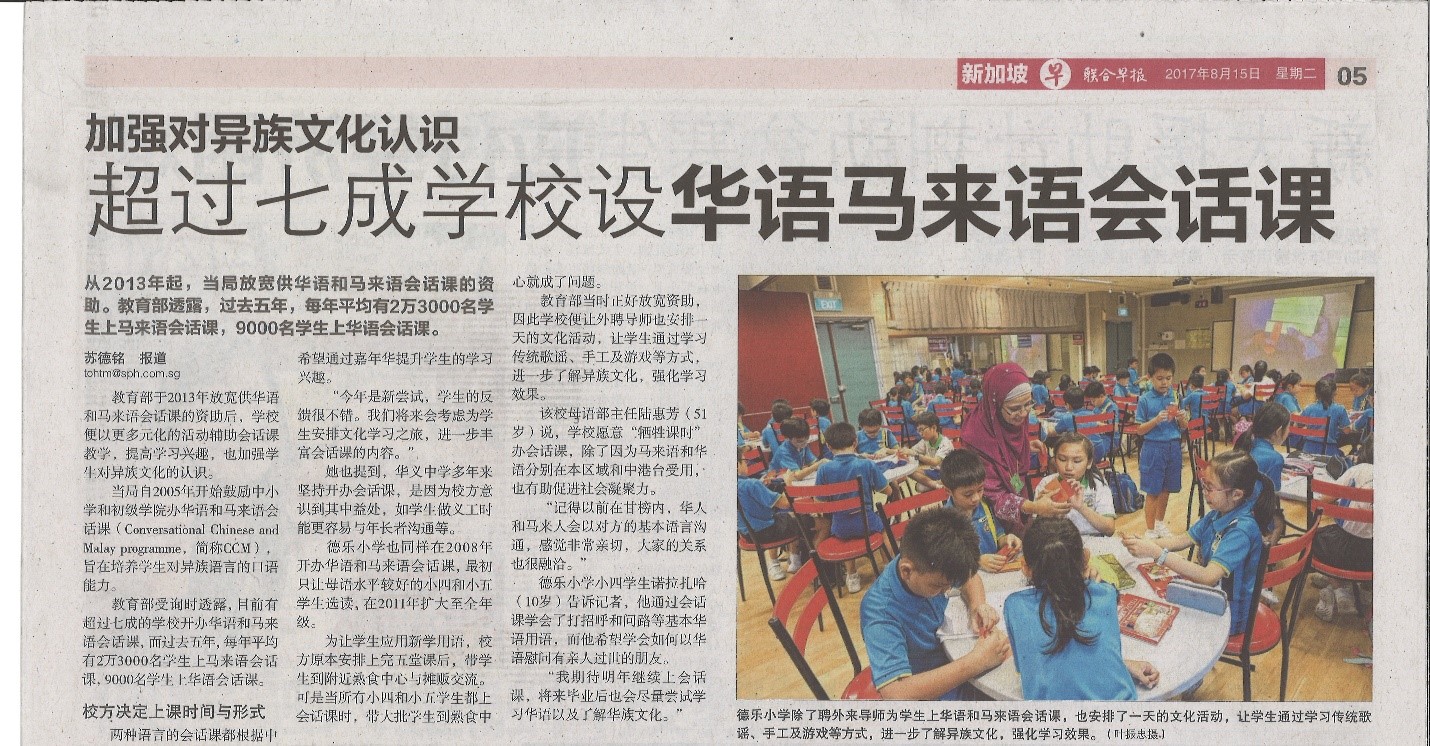 新加坡 早 联合早报 2017年8月15日 星期二 05
加强对异族文化认识
超过七成学校设华语马来语会话课
从2013年起，当局放宽供华语和马来语会话课的资
助。教育部透露，过去五年，每年平均有2万3000名学
生上马来语会话课，9000名学生上华语会话课。
苏德铭 报道
tohtm@sph.com.sg
教育部于2013年放宽供华语
和马来语会话课的资助后，学校
便以更多元化的活动辅助会话课
教学，提高学习兴趣，也加强学
生对异族文化的认识。
当局自2005年开始鼓励中小
学和初级学院办华语和马来语会
话课（Conversational Chinese and
Malay programme，简称CCM），
旨在培养学生对异族语言的口语
能力。
教育部受询时透露，目前有
超过七成的学校开办华语和马来
语会话课，而过去五年，每年平均
有2万3000名学生上马来语会话
课，9000名学生上华语会话课。
校方决定上课时间与形式
两种语言的会话课都根据中
希望通过嘉年华提升学生的学习
兴趣。
“今年是新尝试，学生的反
馈很不错。我们将来会考虑为学
生安排文化学习之旅，进一步丰
富会话课的内容。”
她也提到，华义中学多年来
坚持开办会话课，是因为校方意
识到其中益处，如学生做义工时
能更容易与年长者沟通等。
德乐小学也同样在2008年
开办华语和马来语会话课，最初
只让母语水平较好的小四和小五
学生选读，在2011年扩大至全年
级。
为让学生应用新学用语，校
方原本安排上完五堂课后，带学
生到附近熟食中心与摊贩交流。
可是当所有小四和小五学生都上
会话课时，带大批学生到熟食中
心就成了问题。
教育部当时正好放宽资助，
因此学校便让外聘导师也安排一
天的文化活动，让学生通过学习
传统歌谣、手工及游戏等方式，
进一步了解异族文化，强化学习
效果。
该校母语部主任陆惠芳（51
岁）说，学校愿意“牺牲课时”
办会话课，除了因为马来语和华
语分别在本区域和中港台受用，
也有助促进社会凝聚力。
“记得以前在甘榜内，华人
和马来人会以对方的基本语言沟
通，感觉非常亲切，大家的关系
也很融洽。”
德乐小学小四学生诺拉扎哈
（10岁）告诉记者，他通过会话
课学会了打招呼和问路等基本华
语用语，而他希望学会如何以华
语慰问有亲人过世的朋友。
“我期待明年继续上会话
课，将来毕业后也会尽量尝试学
习华语以及了解华族文化。”
EXIT
德乐小学除了聘外来导师为学生上华语和马来语会话课，也安排了一天的文化活动，让学生通过学习传统歌
谣、手工及游戏等方式，进一步了解异族文化，强化学习效果。（叶振忠摄）